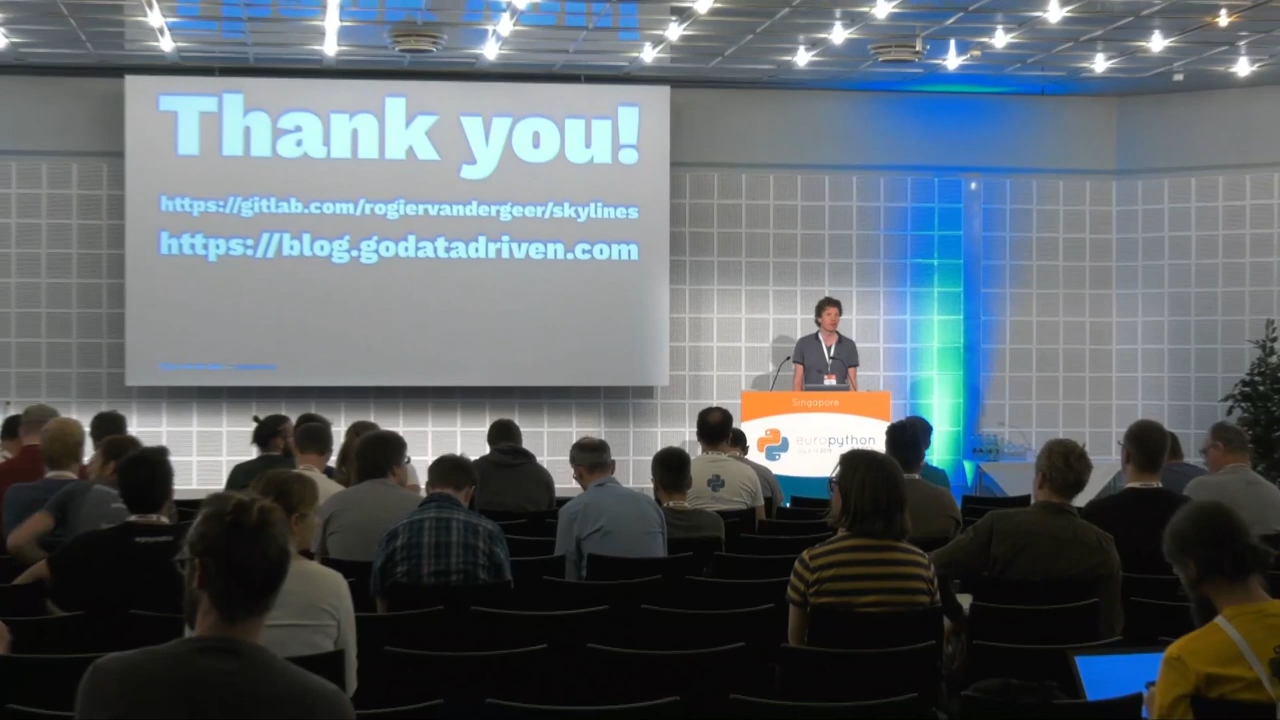 Thank you!
https://gitlab.com/rogiervandergeer/skylines
https://blog.godatadriven.com
Singapore
europython